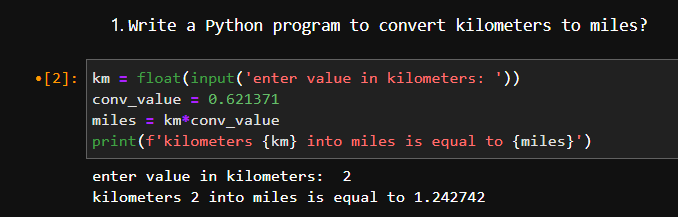 1. Write a Python program to convert kilometers to miles?
•[2]: km = float(input('enter value in kilometers: '))
conv_value = 0.621371
miles = km*conv_value
print(f'kilometers {km} into miles is equal to {miles}')
enter value in kilometers:  2
kilometers 2 into miles is equal to 1.242742